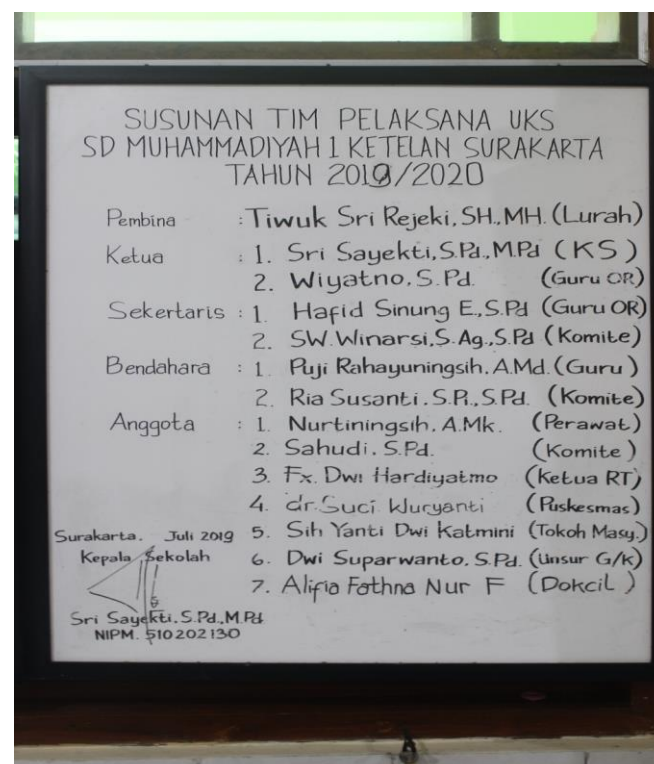 SUSUNAN TIM PELAKSANA UKS
SD MUHAMMADIYAH 1 KETELAN SURAKARTA
TAHUN 2019/2020
Pembina : Tiwuk Sri Rejeki, SH., MH. (Lurah)
Ketua : 1. Sri Sayekti, S.Pd., M.Pd (KS)
2. Wiyatno, S.Pd. (Guru OR)
Sekertaris : 1. Hafid Sinung E., S.Pd (Guru OR)
2. SW. Winarsi, S.Ag., S.Pd (Komite)
Bendahara : 1. Puji Rahayuningsih, A.Md. (Guru)
2. Ria Susanti, S.P., S.Pd. (Komite)
Anggota : 1. Nurtiningsih, A.Mk. (Perawat)
2. Sahudi, S.Pd. (Komite)
3. Fx. Dwi Hardiyatmo (Ketua RT)
4. dr. Suci Wuryanti (Puskesmas)
5. Sih Yanti Dwi Katmini (Tokoh Masy.)
6. Dwi Suparwanto, S.Pd. (Unsur G/K)
7. Alifia Fathna Nur F (Dokcil)
Surakarta, Juli 2019
Kepala Sekolah
Sri Sayekti, S.Pd., M.Pd
NIPM. 510202130